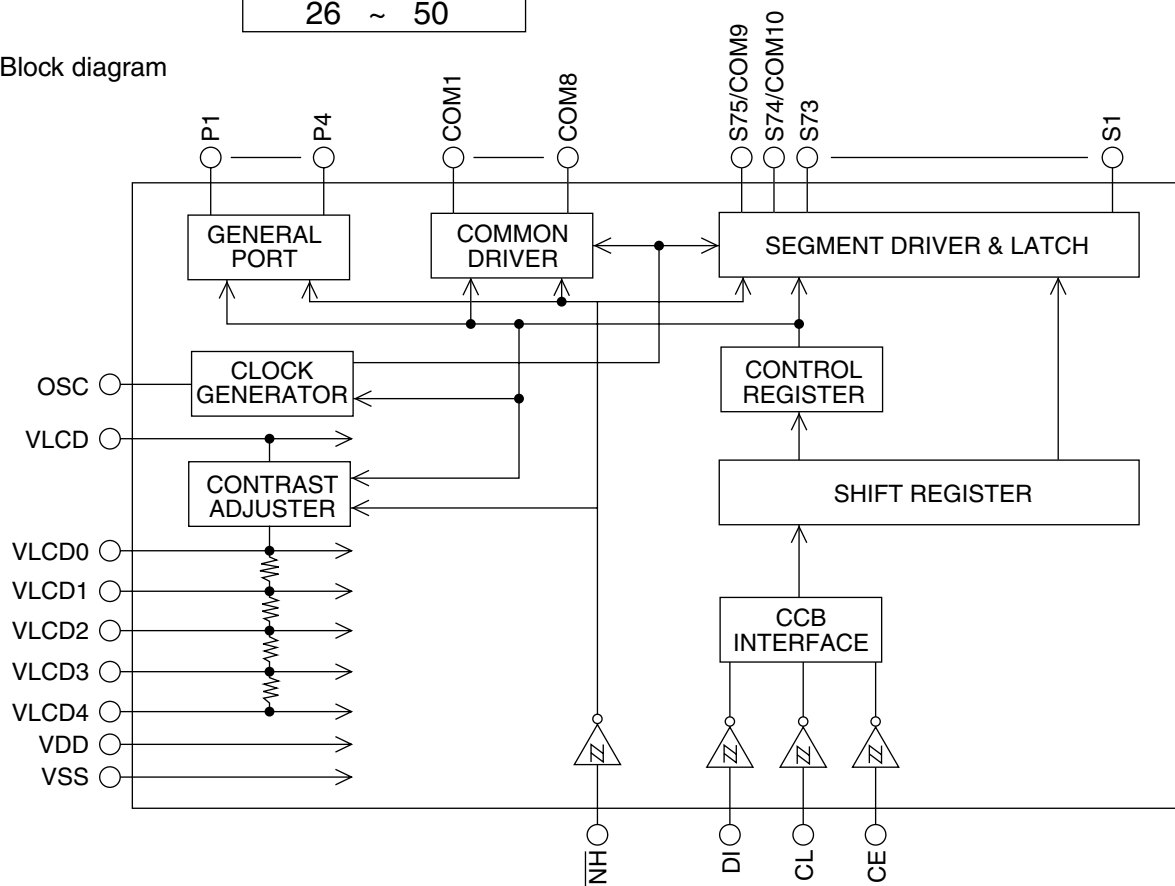 26 ~ 50
Block diagram
P1
P4
COM1
COM8
S75/COM9
S74/COM10
S73
S1
GENERAL
PORT
COMMON
DRIVER
SEGMENT DRIVER & LATCH
OSC
CLOCK
GENERATOR
CONTROL
REGISTER
VLCD
CONTRAST
ADJUSTER
SHIFT REGISTER
VLCD0
VLCD1
VLCD2
VLCD3
VLCD4
VDD
VSS
CCB
INTERFACE
NH
DI
CL
CE